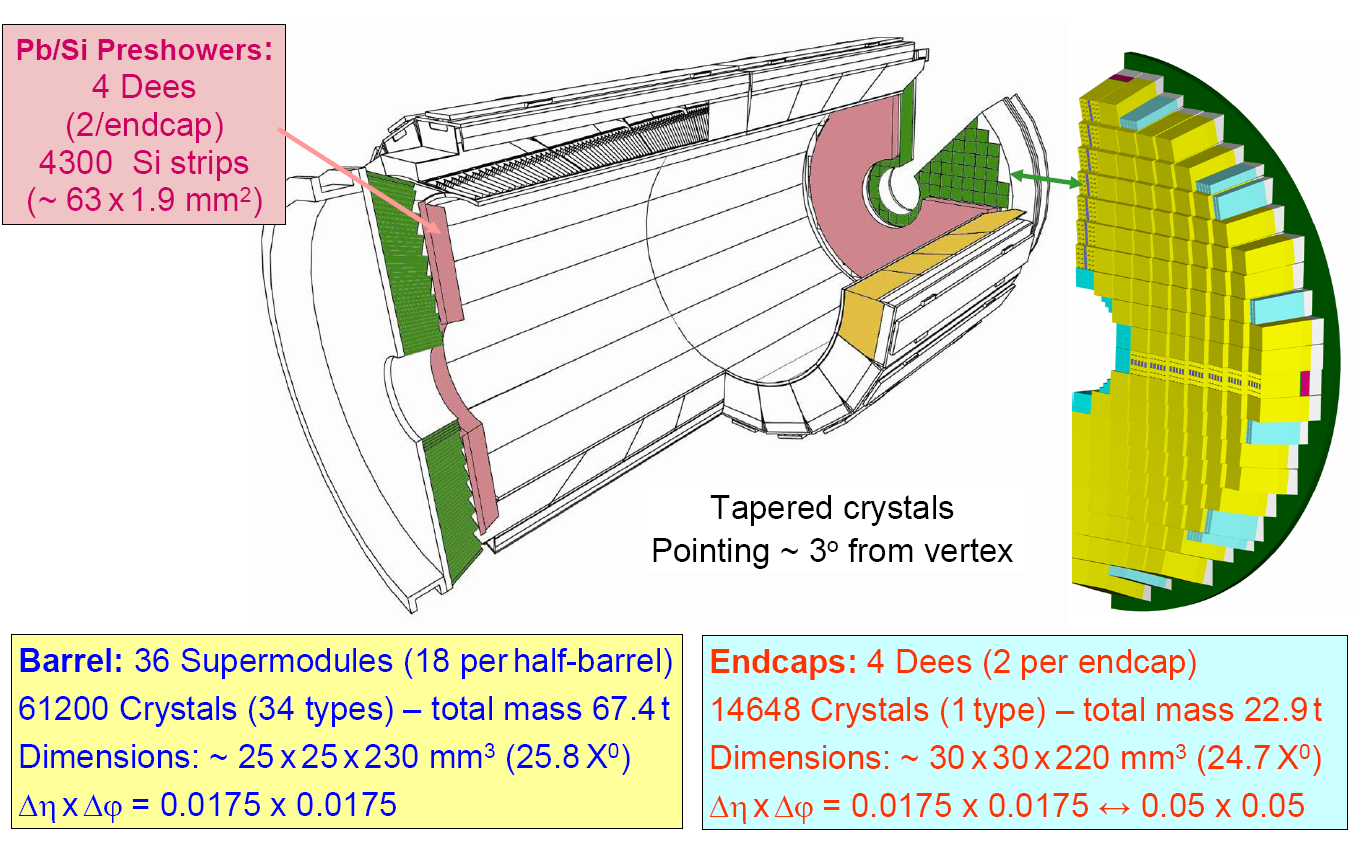 Pb/Si Preshowers:
4 Dees
(2/endcap)
4300 Si strips
(~ 63 x 1.9 mm²)
Tapered crystals
Pointing ~ 3º from vertex
Barrel: 36 Supermodules (18 per half-barrel)
61200 Crystals (34 types) – total mass 67.4 t
Dimensions: ~ 25 x 25 x 230 mm³ (25.8 X⁰)
Δη x Δφ = 0.0175 x 0.0175
Endcaps: 4 Dees (2 per endcap)
14648 Crystals (1 type) – total mass 22.9 t
Dimensions: ~ 30 x 30 x 220 mm³ (24.7 X⁰)
Δη x Δφ = 0.0175 x 0.0175 ↔ 0.05 x 0.05